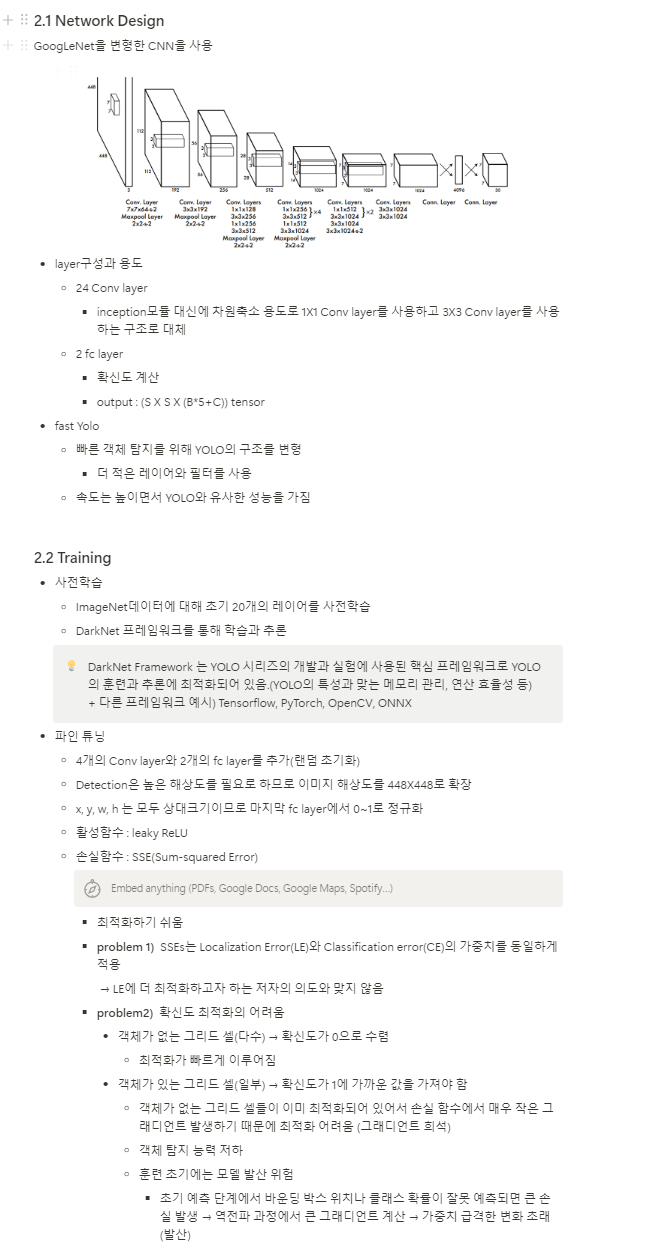 2.1 Network Design
GoogLeNet을 변형한 CNN을 사용
448
7
7
448
3
112
3
3
112
192
56
3
3
56
256
28
3
3
28
512
14
3
3
14
1024
7
3
3
7
1024
7
7
1024
4096
7
7
30
Conv. Layer
7x7x64-s-2
Maxpool Layer
2x2-s-2
Conv. Layer
3x3x192
Maxpool Layer
2x2-s-2
Conv. Layers
1x1x128
3x3x256
1x1x256
3x3x512
Maxpool Layer
2x2-s-2
Conv. Layers
1x1x256
3x3x512
}×4
1x1x512
3x3x1024
Maxpool Layer
2x2-s-2
Conv. Layers
1x1x512
3x3x1024
}×2
3x3x1024
3x3x1024-s-2
Conv. Layers
3x3x1024
3x3x1024
Conn. Layer
Conn. Layer
• layer구성과 용도
◦ 24 Conv layer
▪ inception모듈 대신에 차원축소 용도로 1X1 Conv layer를 사용하고 3X3 Conv layer를 사용
하는 구조로 대체
◦ 2 fc layer
▪ 확신도 계산
▪ output : (S X S X (B*5+C)) tensor
• fast Yolo
◦ 빠른 객체 탐지를 위해 YOLO의 구조를 변형
▪ 더 적은 레이어와 필터를 사용
◦ 속도는 높이면서 YOLO와 유사한 성능을 가짐
2.2 Training
• 사전학습
◦ ImageNet데이터에 대해 초기 20개의 레이어를 사전학습
◦ DarkNet 프레임워크를 통해 학습과 추론
DarkNet Framework 는 YOLO 시리즈의 개발과 실험에 사용된 핵심 프레임워크로 YOLO
의 훈련과 추론에 최적화되어 있음.(YOLO의 특성과 맞는 메모리 관리, 연산 효율성 등)
+ 다른 프레임워크 예시) Tensorflow, PyTorch, OpenCV, ONNX
• 파인 튜닝
◦ 4개의 Conv layer와 2개의 fc layer를 추가(랜덤 초기화)
◦ Detection은 높은 해상도를 필요로 하므로 이미지 해상도를 448X448로 확장
◦ x, y, w, h 는 모두 상대크기이므로 마지막 fc layer에서 0~1로 정규화
◦ 활성함수 : leaky ReLU
◦ 손실함수 : SSE(Sum-squared Error)
Embed anything (PDFs, Google Docs, Google Maps, Spotify...)
▪ 최적화하기 쉬움
▪ problem 1) SSEs는 Localization Error(LE)와 Classification error(CE)의 가중치를 동일하게
적용
→ LE에 더 최적화하고자 하는 저자의 의도와 맞지 않음
▪ problem2) 확신도 최적화의 어려움
• 객체가 없는 그리드 셀(다수) → 확신도가 0으로 수렴
◦ 최적화가 빠르게 이루어짐
• 객체가 있는 그리드 셀(일부) → 확신도가 1에 가까운 값을 가져야 함
◦ 객체가 없는 그리드 셀들이 이미 최적화되어 있어서 손실 함수에서 매우 작은 그
래디언트 발생하기 때문에 최적화 어려움 (그래디언트 희석)
◦ 객체 탐지 능력 저하
◦ 훈련 초기에는 모델 발산 위험
▪ 초기 예측 단계에서 바운딩 박스 위치나 클래스 확률이 잘못 예측되면 큰 손
실 발생 → 역전파 과정에서 큰 그래디언트 계산 → 가중치 급격한 변화 초래
(발산)